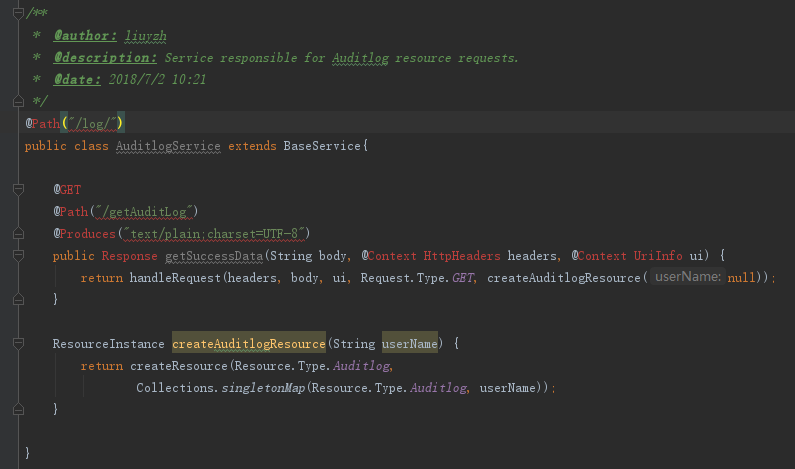 /**
 * @author: liuyzh
 * @description: Service responsible for Auditlog resource requests.
 * @date: 2018/7/2 10:21
 */
@Path("/log/")
public class AuditlogService extends BaseService{
@GET
@Path("/getAuditLog")
@Produces("text/plain;charset=UTF-8")
public Response getSuccessData(String body, @Context HttpHeaders headers, @Context UriInfo ui) {
return handleRequest(headers, body, ui, Request.Type.GET, createAuditlogResource( userName: null));
}
ResourceInstance createAuditlogResource(String userName) {
return createResource(Resource.Type.Auditlog,
Collections.singletonMap(Resource.Type.Auditlog, userName));
}
}